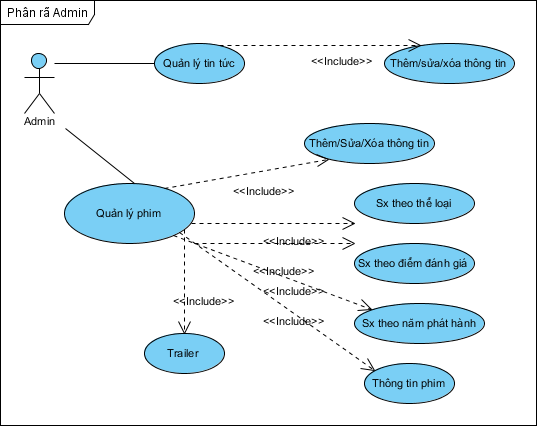 Phân rã Admin
Quản lý tin tức
<<Include>>
Thêm/sửa/xóa thông tin
Admin
Thêm/Sửa/Xóa thông tin
<<Include>>
Quản lý phim
Sx theo thể loại
<<Include>>
Sx theo điểm đánh giá
<<Include>>
<<Include>>
<<Include>>
Sx theo năm phát hành
Trailer
Thông tin phim